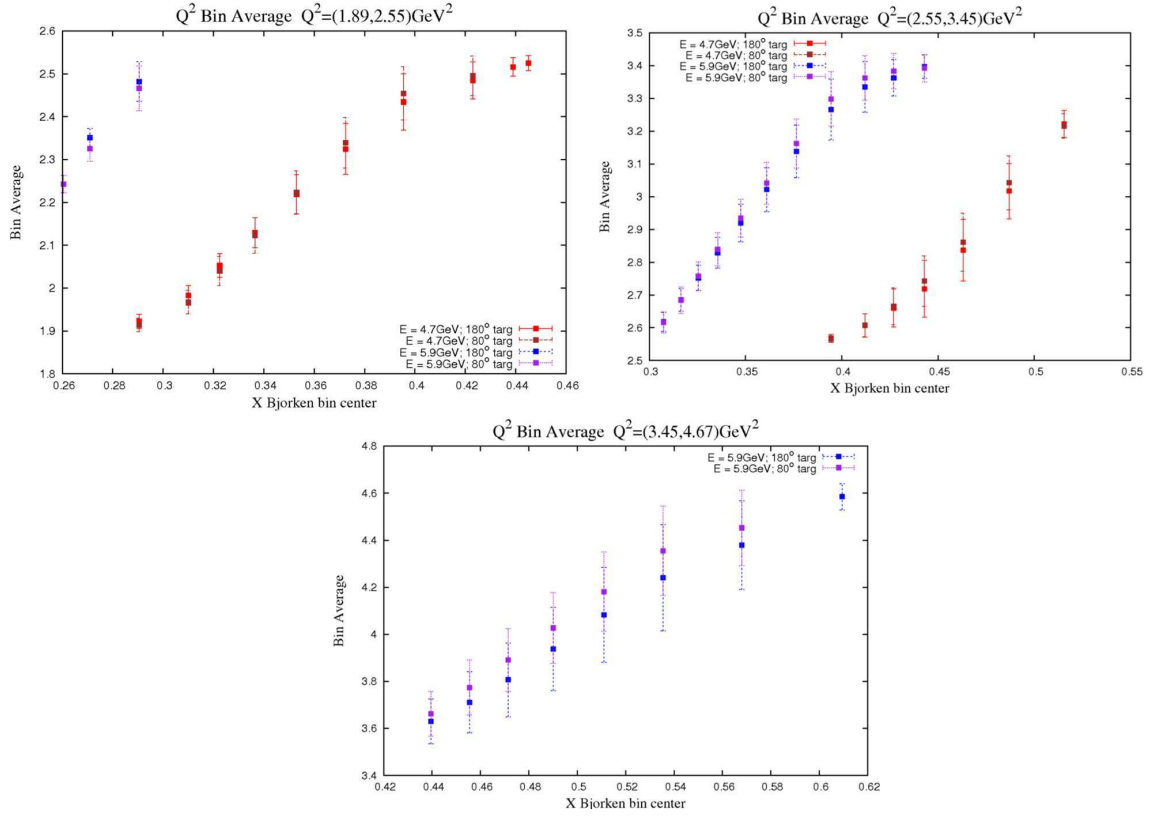 Q² Bin Average Q²=(1.89,2.55)GeV²
2.6
2.5
2.4
2.3
2.2
2.1
2
1.9
1.8
Bin Average
E = 4.7GeV; 180° targ
E = 4.7GeV; 80° targ
E = 5.9GeV; 180° targ
E = 5.9GeV; 80° targ
0.26 0.28 0.3 0.32 0.34 0.36 0.38 0.4 0.42 0.44 0.46
X Bjorken bin center
Q² Bin Average Q²=(2.55,3.45)GeV²
3.5
3.4
3.3
3.2
3.1
3
2.9
2.8
2.7
2.6
2.5
Bin Average
E = 4.7GeV; 180° targ
E = 4.7GeV; 80° targ
E = 5.9GeV; 180° targ
E = 5.9GeV; 80° targ
0.3 0.35 0.4 0.45 0.5 0.55
X Bjorken bin center
Q² Bin Average Q²=(3.45,4.67)GeV²
4.8
4.6
4.4
4.2
4
3.8
3.6
3.4
Bin Average
E = 5.9GeV; 180° targ
E = 5.9GeV; 80° targ
0.42 0.44 0.46 0.48 0.5 0.52 0.54 0.56 0.58 0.6 0.62
X Bjorken bin center